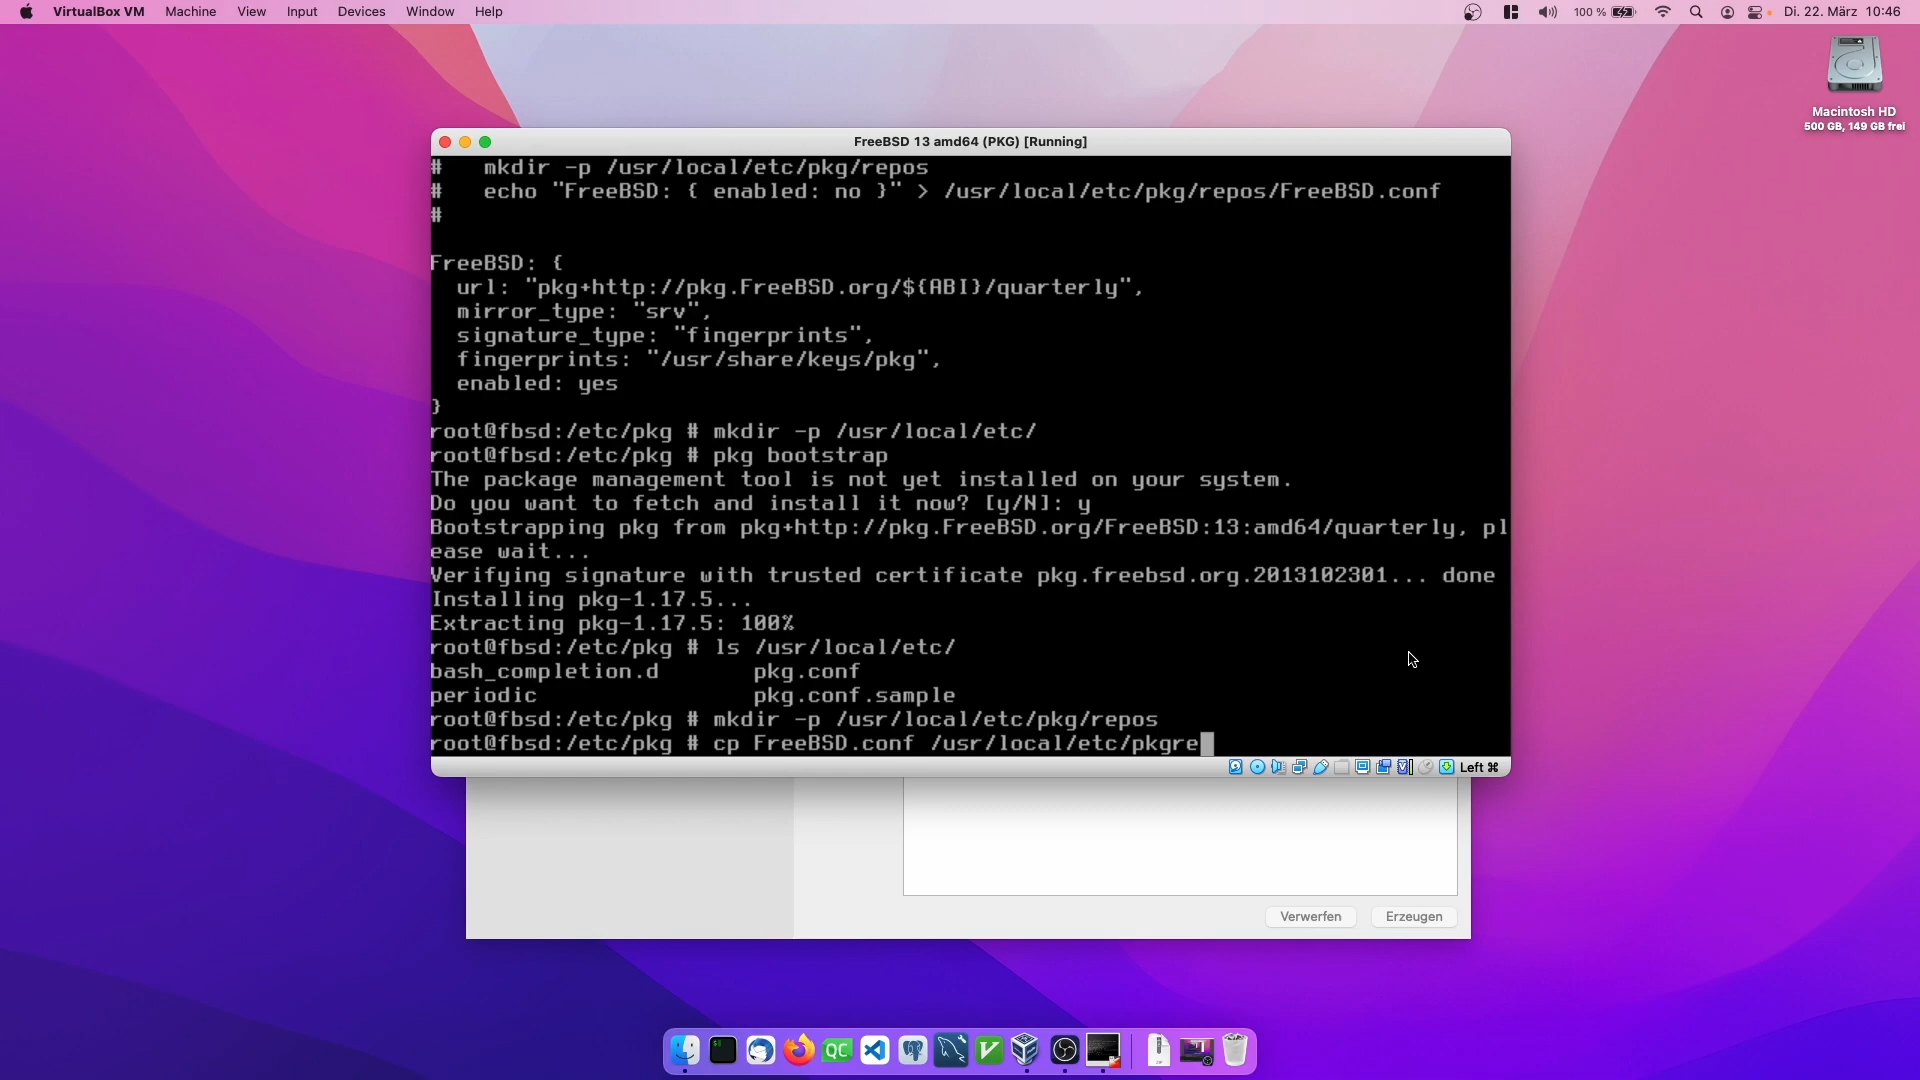 VirtualBox VM Machine View Input Devices Window Help 100 % Di. 22. März 10:46
Macintosh HD
500 GB, 149 GB frei
FreeBSD 13 amd64 (PKG) [Running]
#   mkdir -p /usr/local/etc/pkg/repos
#   echo "FreeBSD: { enabled: no }" > /usr/local/etc/pkg/repos/FreeBSD.conf
#
FreeBSD: {
  url: "pkg+http://pkg.FreeBSD.org/${ABI}/quarterly",
  mirror_type: "srv",
  signature_type: "fingerprints",
  fingerprints: "/usr/share/keys/pkg",
  enabled: yes
}
root@fbsd:/etc/pkg # mkdir -p /usr/local/etc/
root@fbsd:/etc/pkg # pkg bootstrap
The package management tool is not yet installed on your system.
Do you want to fetch and install it now? [y/N]: y
Bootstrapping pkg from pkg+http://pkg.FreeBSD.org/FreeBSD:13:amd64/quarterly, pl
ease wait...
Verifying signature with trusted certificate pkg.freebsd.org.2013102301... done
Installing pkg-1.17.5...
Extracting pkg-1.17.5: 100%
root@fbsd:/etc/pkg # ls /usr/local/etc/
bash_completion.d       pkg.conf
periodic                pkg.conf.sample
root@fbsd:/etc/pkg # mkdir -p /usr/local/etc/pkg/repos
root@fbsd:/etc/pkg # cp FreeBSD.conf /usr/local/etc/pkgre
Left ⌘
Verwerfen Erzeugen
QC